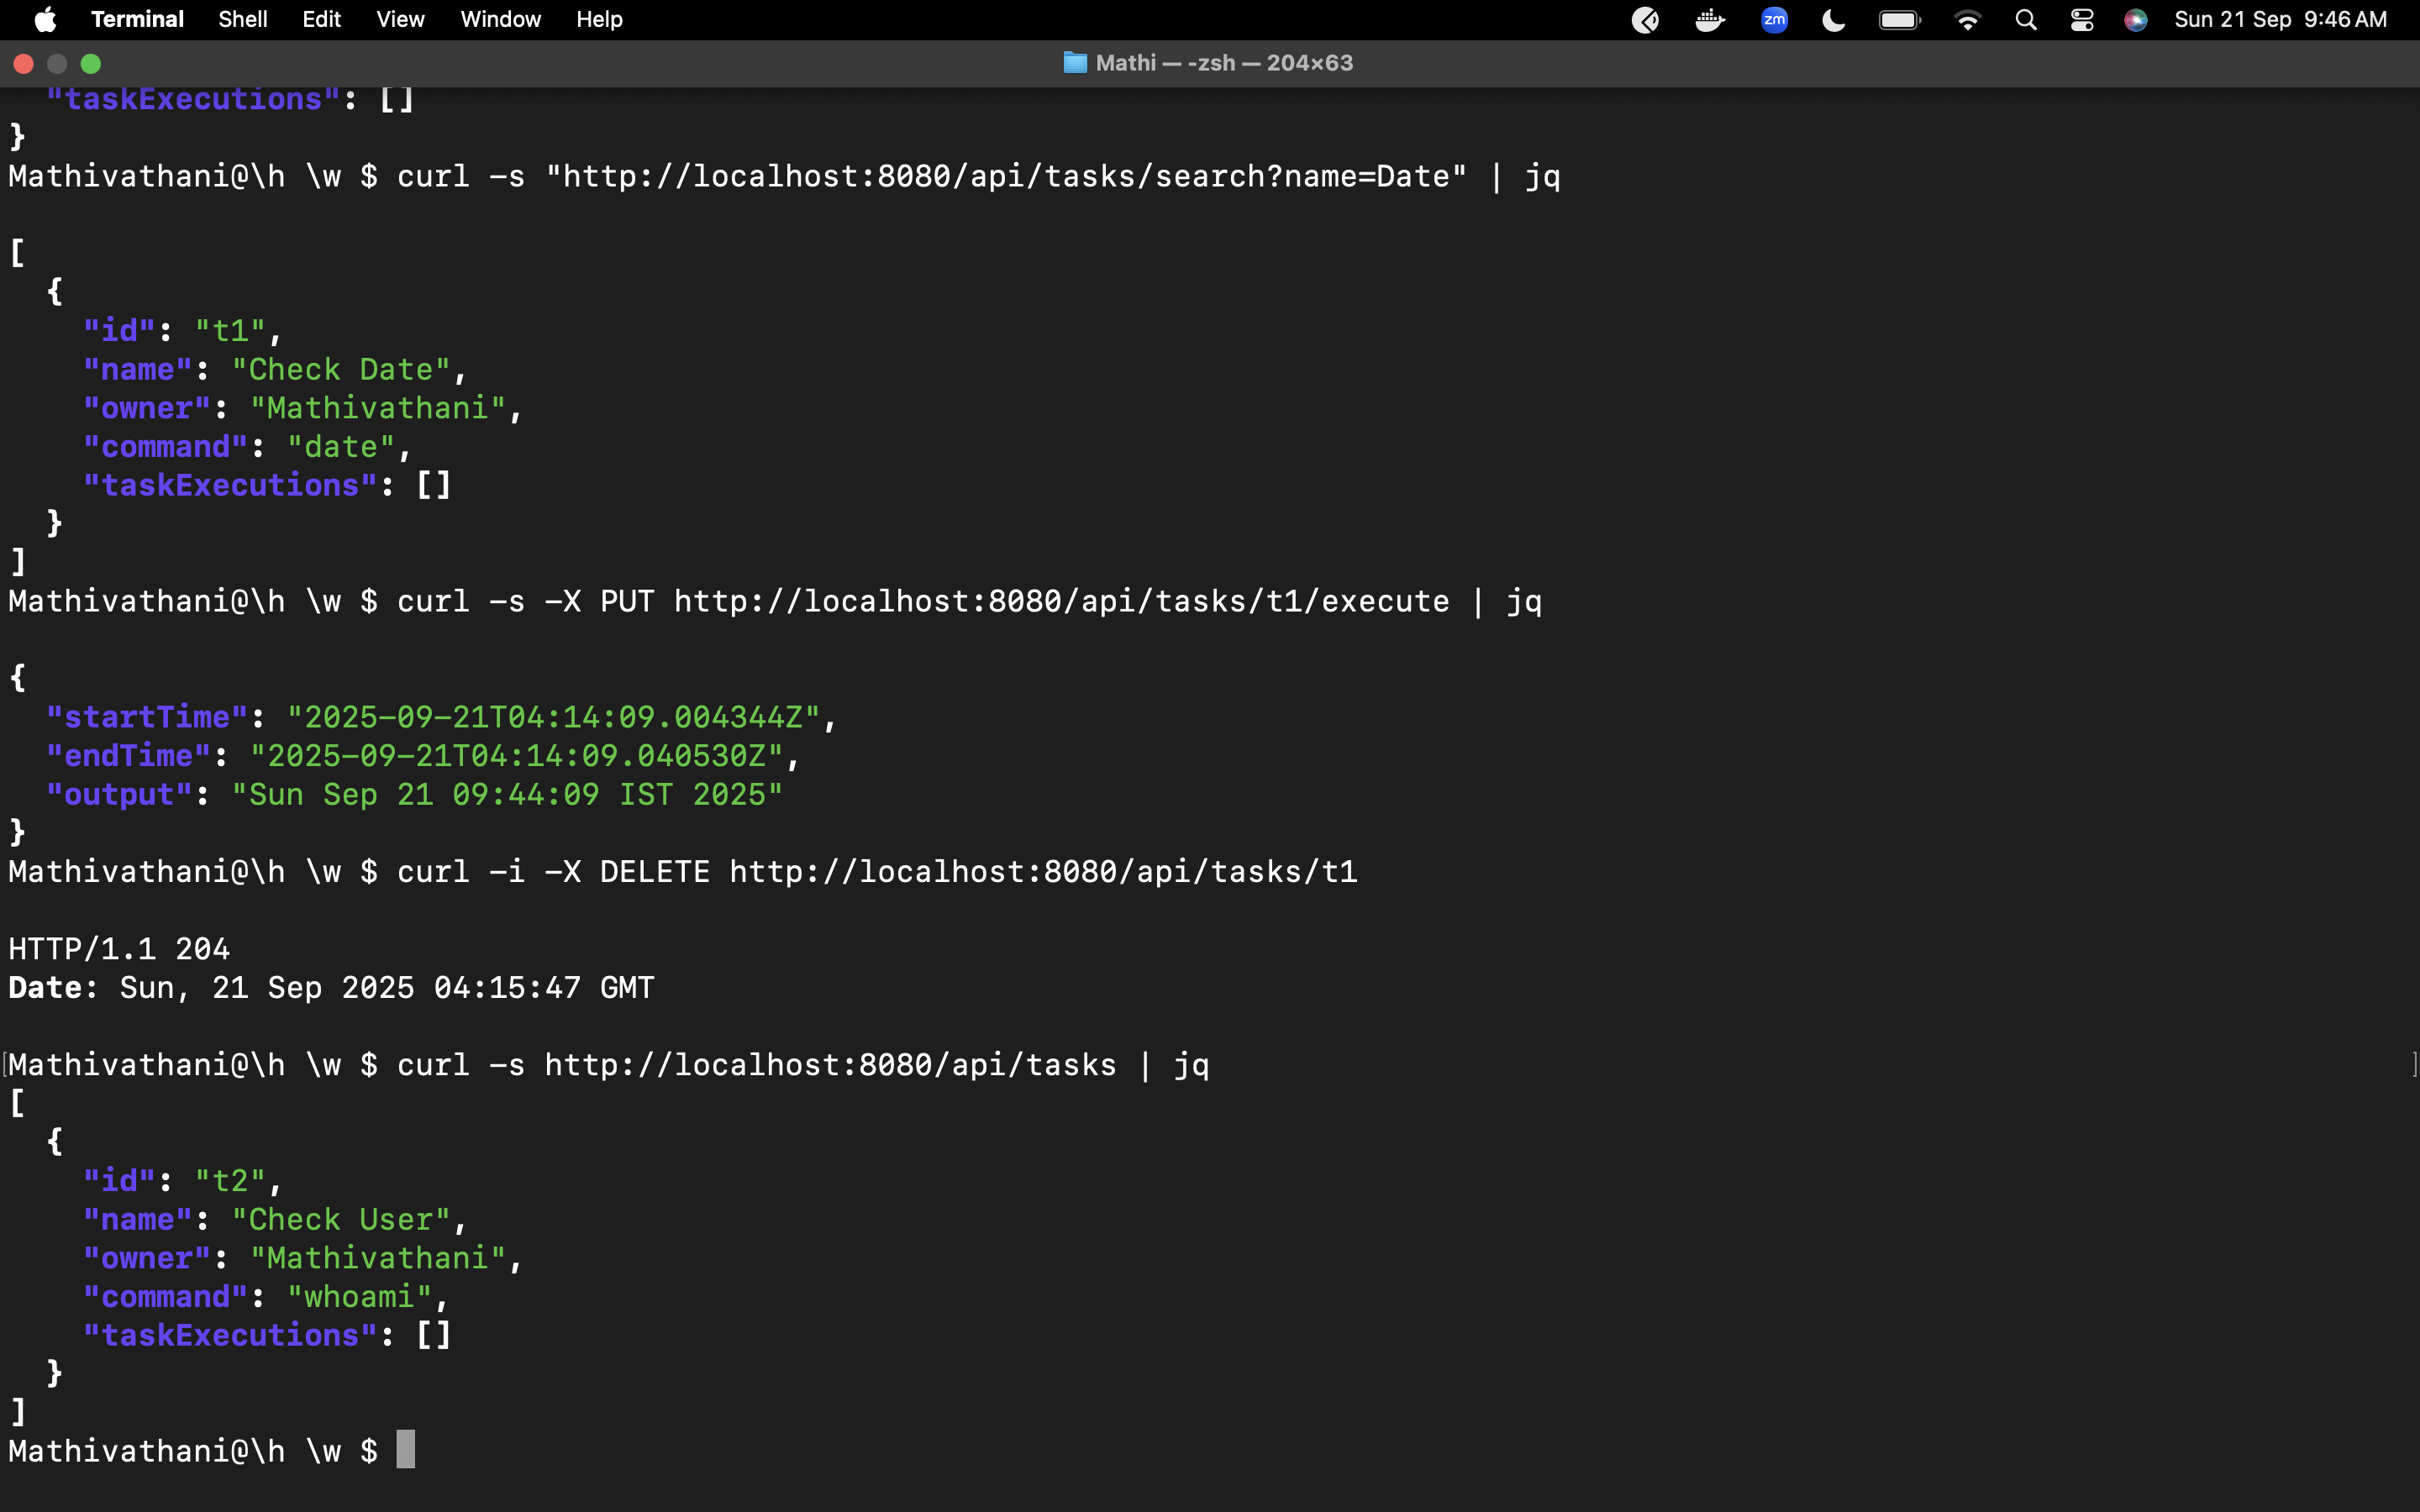 Terminal Shell Edit View Window Help zm Sun 21 Sep 9:46 AM
Mathi — -zsh — 204×63
  "taskExecutions": []
}
Mathivathani@\h \w $ curl -s "http://localhost:8080/api/tasks/search?name=Date" | jq
[
  {
    "id": "t1",
    "name": "Check Date",
    "owner": "Mathivathani",
    "command": "date",
    "taskExecutions": []
  }
]
Mathivathani@\h \w $ curl -s -X PUT http://localhost:8080/api/tasks/t1/execute | jq
{
  "startTime": "2025-09-21T04:14:09.004344Z",
  "endTime": "2025-09-21T04:14:09.040530Z",
  "output": "Sun Sep 21 09:44:09 IST 2025"
}
Mathivathani@\h \w $ curl -i -X DELETE http://localhost:8080/api/tasks/t1
HTTP/1.1 204
Date: Sun, 21 Sep 2025 04:15:47 GMT
[Mathivathani@\h \w $ curl -s http://localhost:8080/api/tasks | jq ]
[
  {
    "id": "t2",
    "name": "Check User",
    "owner": "Mathivathani",
    "command": "whoami",
    "taskExecutions": []
  }
]
Mathivathani@\h \w $